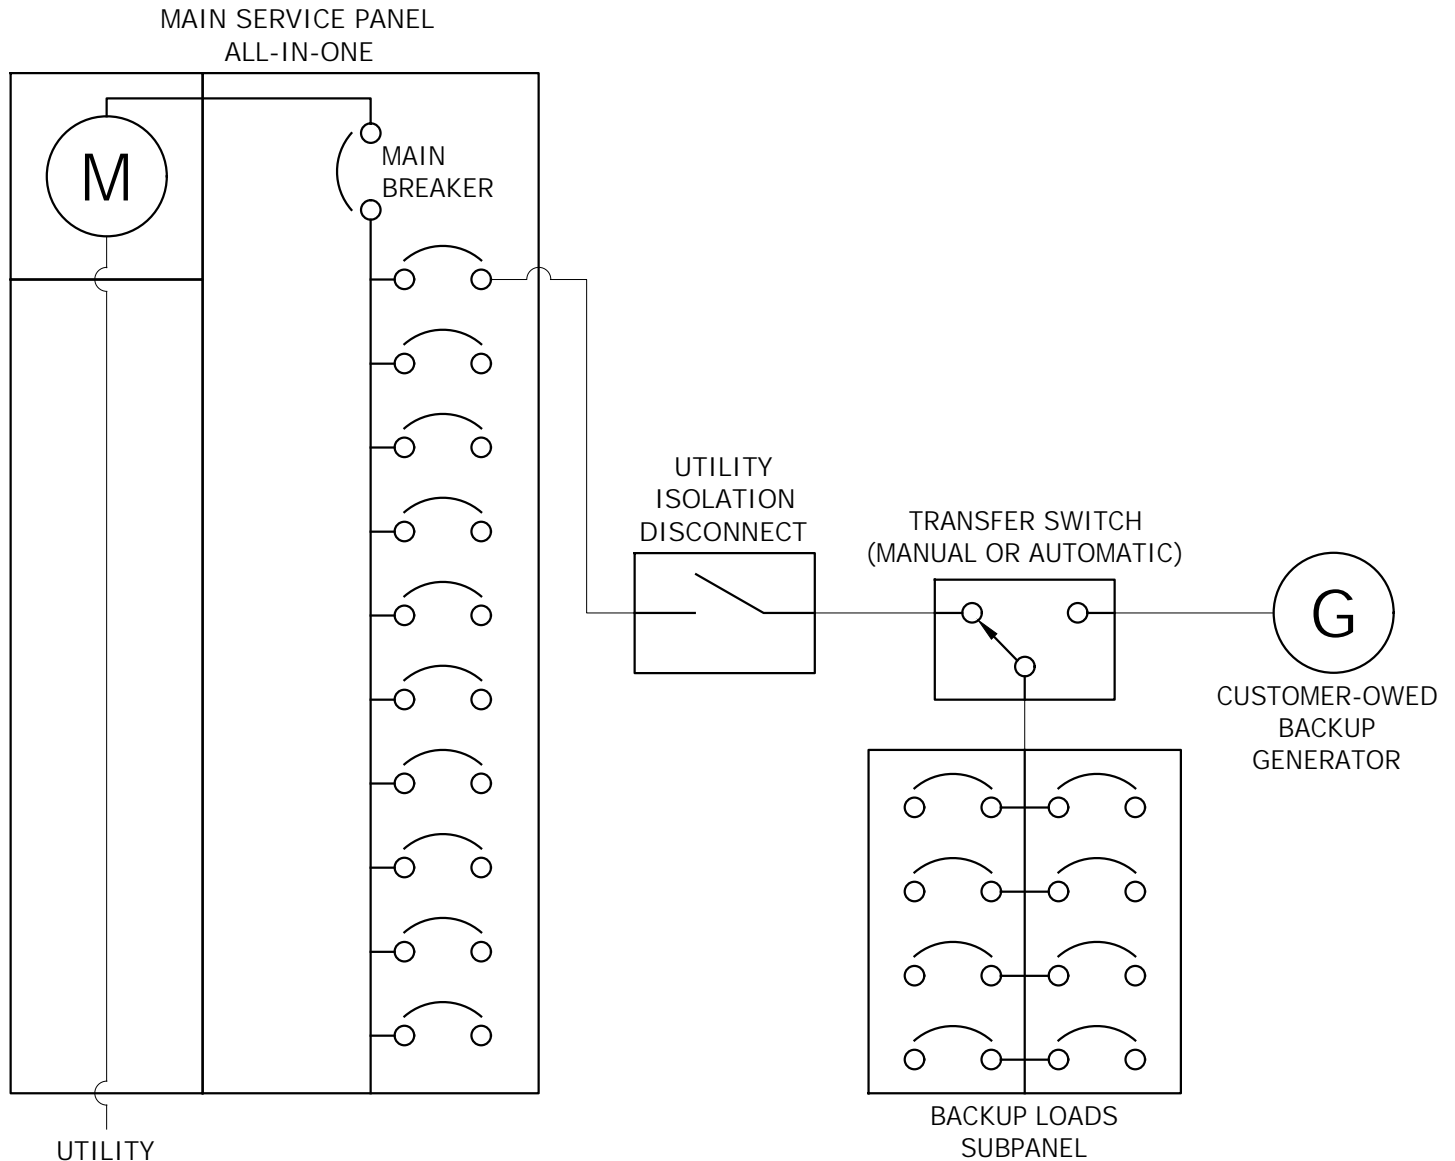 MAIN SERVICE PANEL
ALL-IN-ONE
M
MAIN
BREAKER
UTILITY
ISOLATION
DISCONNECT
TRANSFER SWITCH
(MANUAL OR AUTOMATIC)
G
CUSTOMER-OWED
BACKUP
GENERATOR
BACKUP LOADS
SUBPANEL
UTILITY